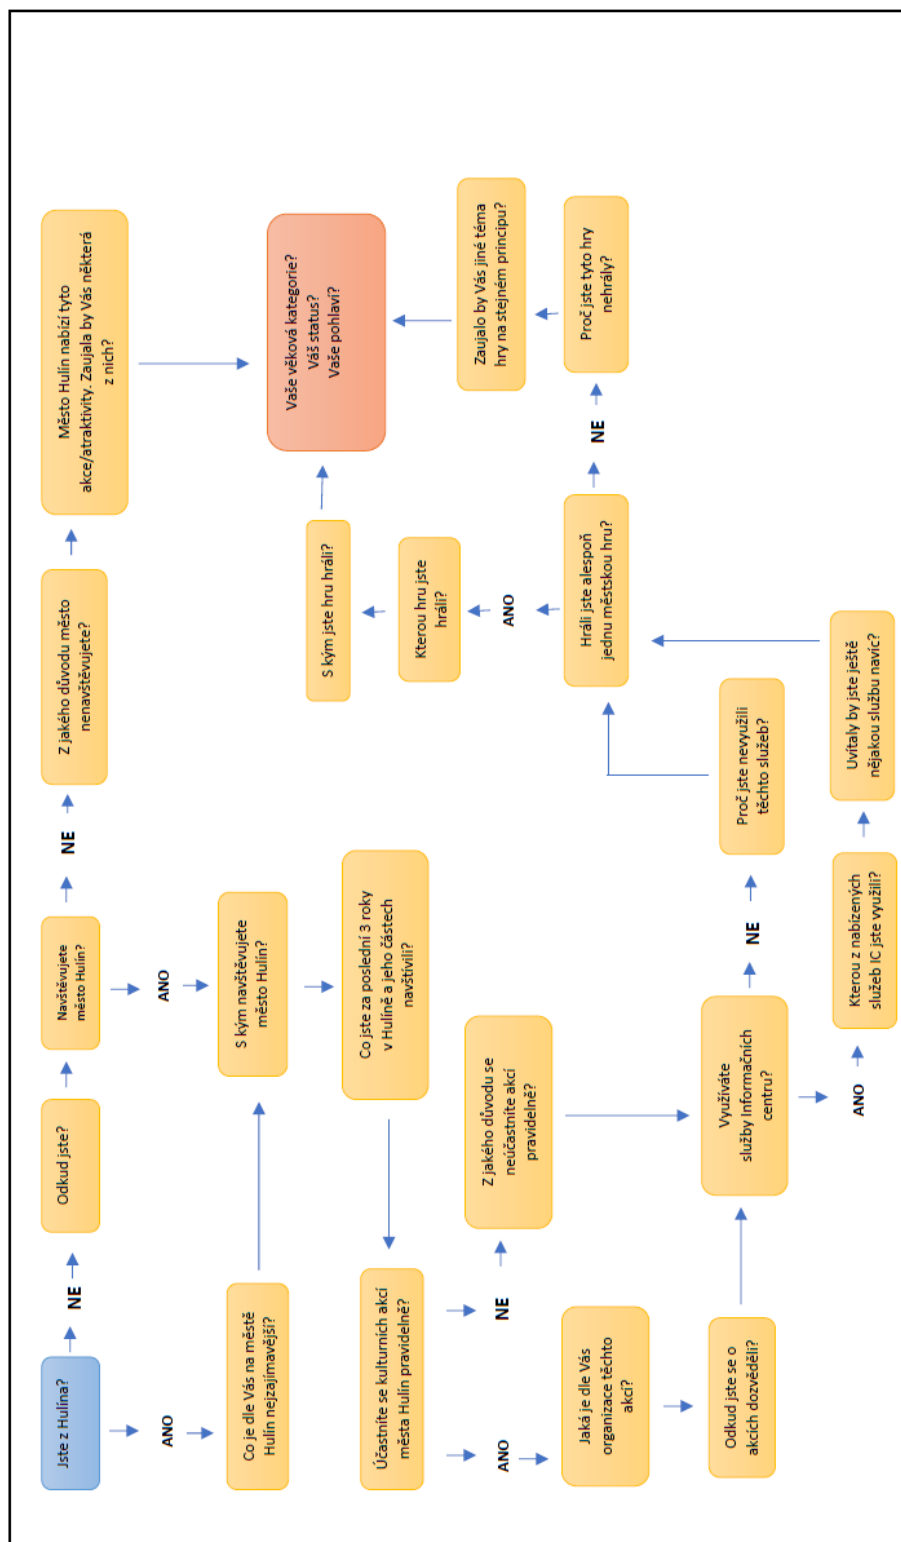 Jste z Hulína?
NE
Odkud jste?
Navštěvujete
město Hulín?
NE
Z jakého důvodu město
nenavštěvujete?
Město Hulín nabízí tyto
akce/atraktivity. Zaujala by Vás některá
z nich?
ANO
Co je dle Vás na městě
Hulín nejzajímavější?
ANO
S kým navštěvujete
město Hulín?
Co jste za poslední 3 roky
v Hulíně a jeho částech
navštívili?
Účastníte se kulturních akcí
města Hulín pravidelně?
NE
Z jakého důvodu se
neúčastníte akcí
pravidelně?
ANO
Jaká je dle Vás
organizace těchto
akcí?
Odkud jste se o
akcích dozvěděli?
Využíváte
služby Informačních
centru?
NE
Proč jste nevyužili
těchto služeb?
ANO
Kterou z nabízených
služeb IC jste využili?
Uvítaly by jste ještě
nějakou službu navíc?
Hráli jste alespoň
jednu městskou hru?
ANO
Kterou hru jste
hráli?
S kým jste hru hráli?
NE
Proč jste tyto hry
nehrály?
Zaujalo by Vás jiné téma
hry na stejném principu?
Vaše věková kategorie?
Váš status?
Vaše pohlaví?